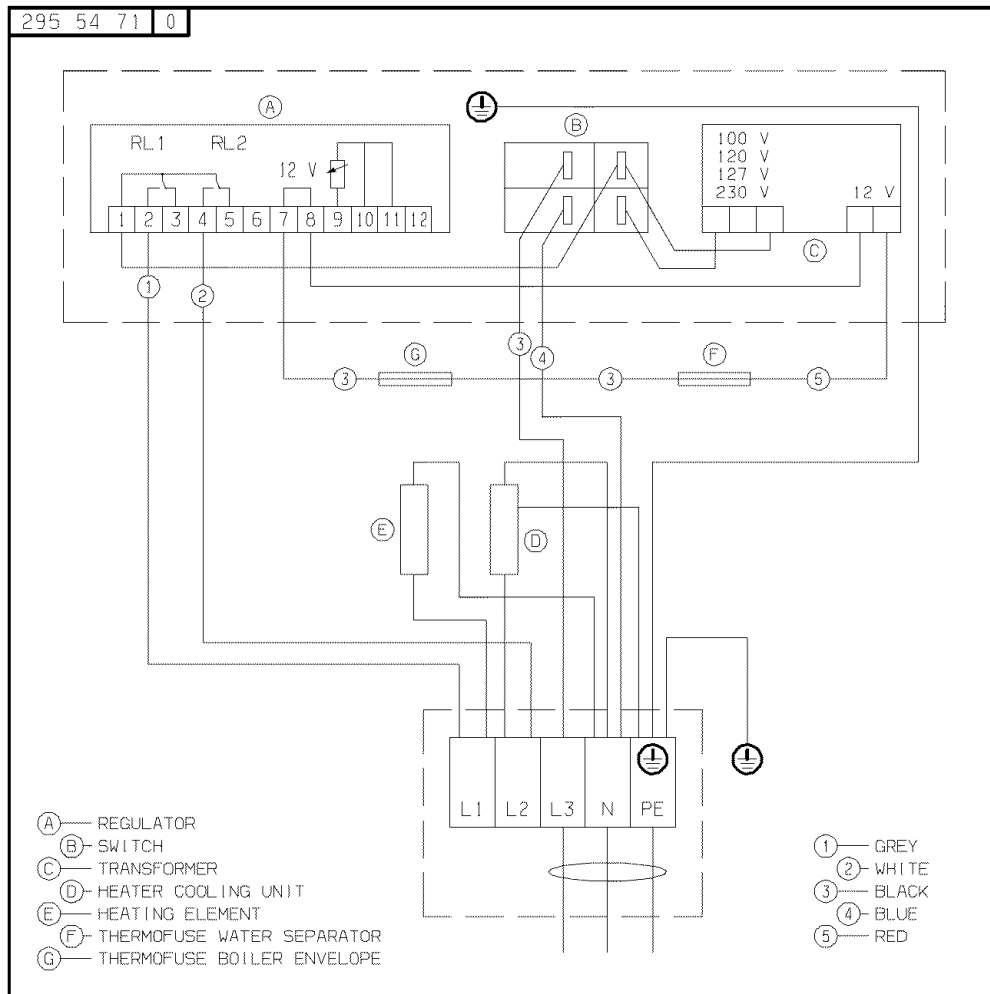 295 54 71 0
A
B
RL1 RL2
12 V
100 V
120 V
127 V
230 V
12 V
1 2 3 4 5 6 7 8 9 10 11 12
C
1
2
3
4
G
F
3
3
5
E
D
L1 L2 L3 N PE
A REGULATOR
B SWITCH
C TRANSFORMER
D HEATER COOLING UNIT
E HEATING ELEMENT
F THERMOFUSE WATER SEPARATOR
G THERMOFUSE BOILER ENVELOPE
1 GREY
2 WHITE
3 BLACK
4 BLUE
5 RED